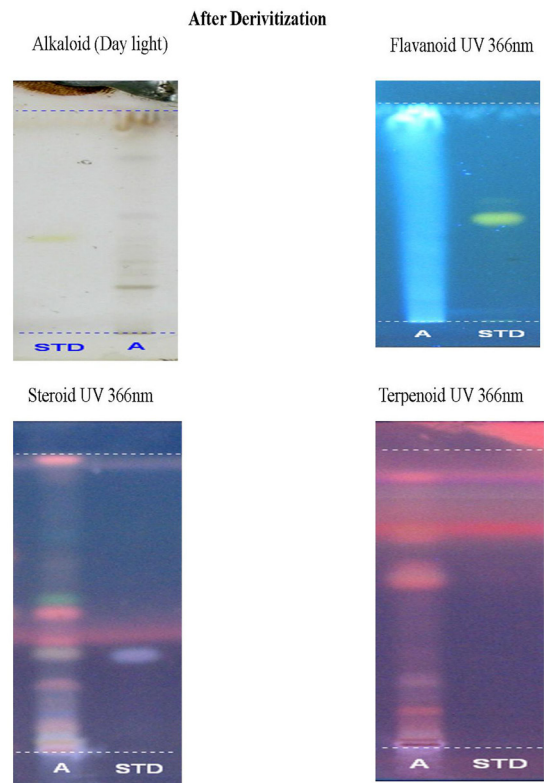 After Derivitization
Alkaloid (Day light)
Flavanoid UV 366nm
STD A
A STD
Steroid UV 366nm
Terpenoid UV 366nm
A STD
A STD